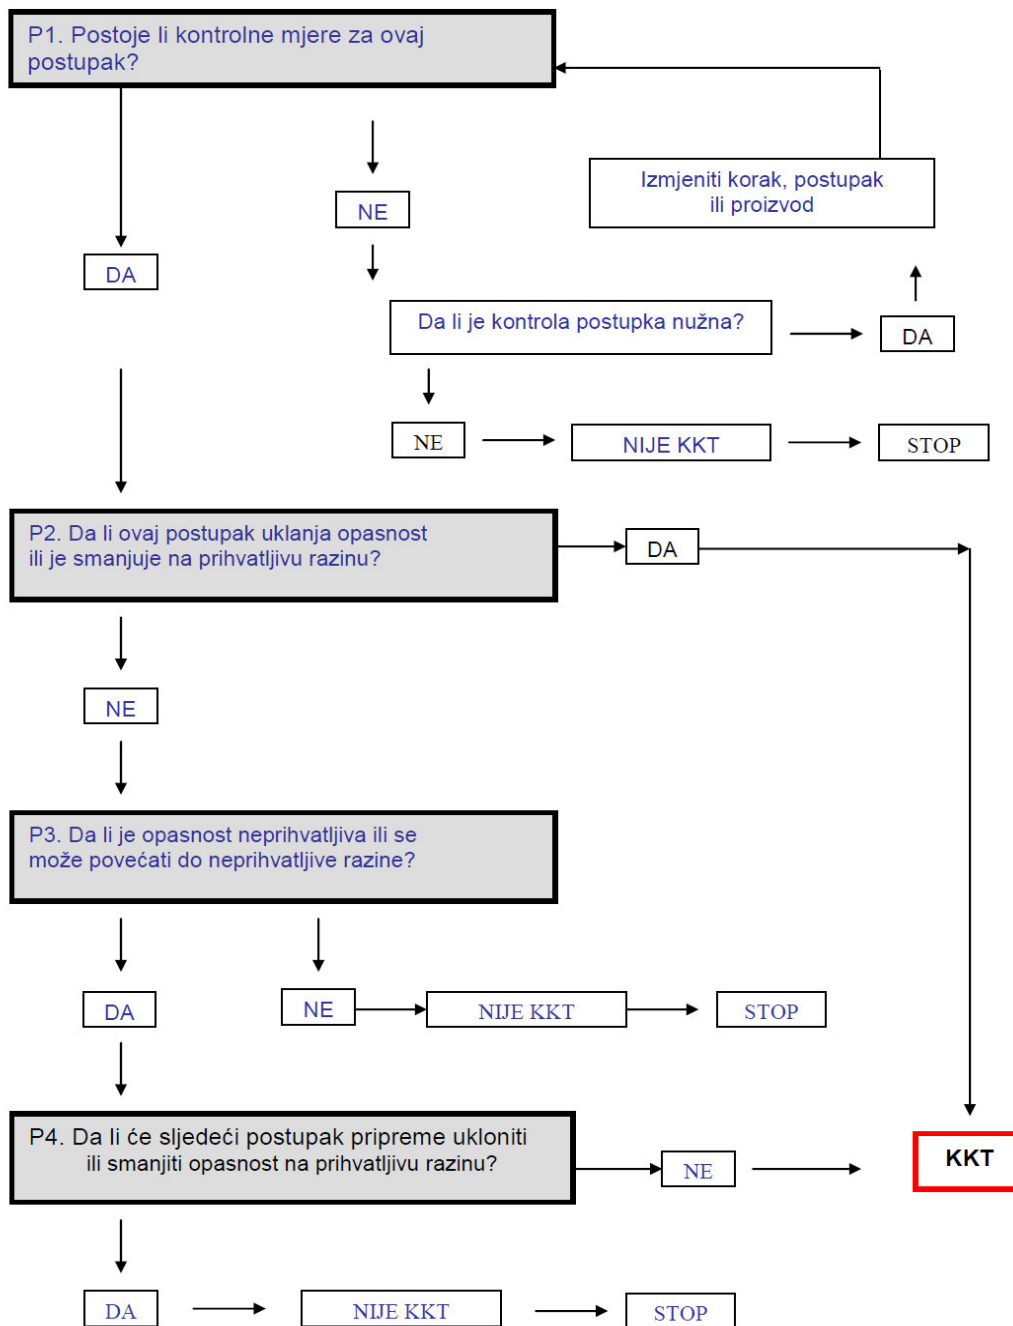 P1. Postoje li kontrolne mjere za ovaj
postupak?
Izmjeniti korak, postupak
ili proizvod
NE
DA
Da li je kontrola postupka nužna?
DA
NE
NIJE KKT
STOP
P2. Da li ovaj postupak uklanja opasnost
ili je smanjuje na prihvatljivu razinu?
DA
NE
P3. Da li je opasnost neprihvatljiva ili se
može povećati do neprihvatljive razine?
DA
NE
NIJE KKT
STOP
P4. Da li će sljedeći postupak pripreme ukloniti
ili smanjiti opasnost na prihvatljivu razinu?
NE
KKT
DA
NIJE KKT
STOP